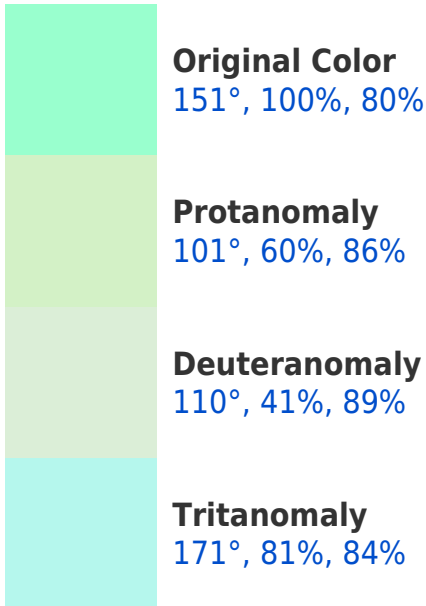 Original Color
151°, 100%, 80%
Protanomaly
101°, 60%, 86%
Deuteranomaly
110°, 41%, 89%
Tritanomaly
171°, 81%, 84%